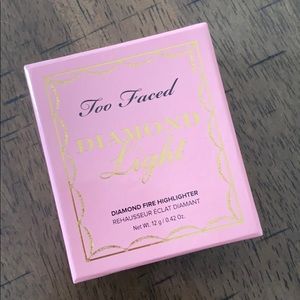 Too Faced
DIAMOND
Light
DIAMOND FIRE HIGHLIGHTER
REHAUSSEUR ÉCLAT DIAMANT
Net Wt. 12 g / 0.42 Oz.